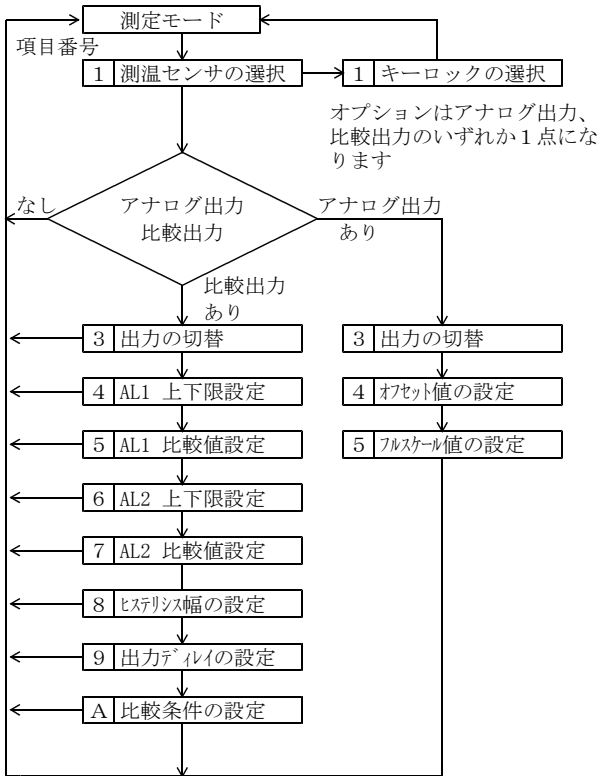 測定モード
項目番号
1 測温センサの選択
1 キーロックの選択
オプションはアナログ出力、
比較出力のいずれか１点にな
ります
なし
アナログ出力
比較出力
アナログ出力
あり
比較出力
あり
3 出力の切替
3 出力の切替
4 AL1 上下限設定
4 ｵﾌｾｯﾄ値の設定
5 AL1 比較値設定
5 ﾌﾙｽｹｰﾙ値の設定
6 AL2 上下限設定
7 AL2 比較値設定
8 ﾋｽﾃﾘｼｽ幅の設定
9 出力ﾃﾞｨﾚｲの設定
A 比較条件の設定